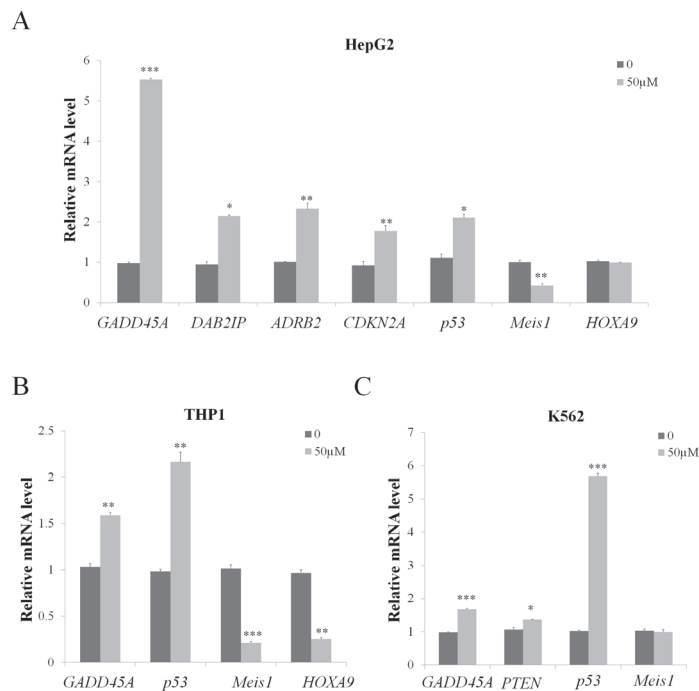 A
HepG2
0
50μM
Relative mRNA level
6
5
4
3
2
1
0
***
*
**
**
*
**
GADD45A DAB2IP ADRB2 CDKN2A p53 Meis1 HOXA9
B
THP1
0
50μM
Relative mRNA level
2.5
2
1.5
1
0.5
0
**
**
***
**
GADD45A p53 Meis1 HOXA9
C
K562
0
50μM
Relative mRNA level
7
6
5
4
3
2
1
0
***
*
***
GADD45A PTEN p53 Meis1